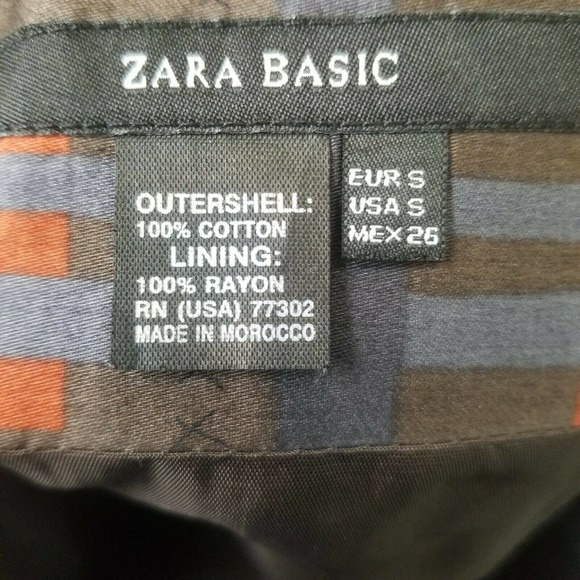 ZARA BASIC
OUTERSHELL:
100% COTTON
LINING:
100% RAYON
RN (USA) 77302
MADE IN MOROCCO
EUR S
USA S
MEX 26